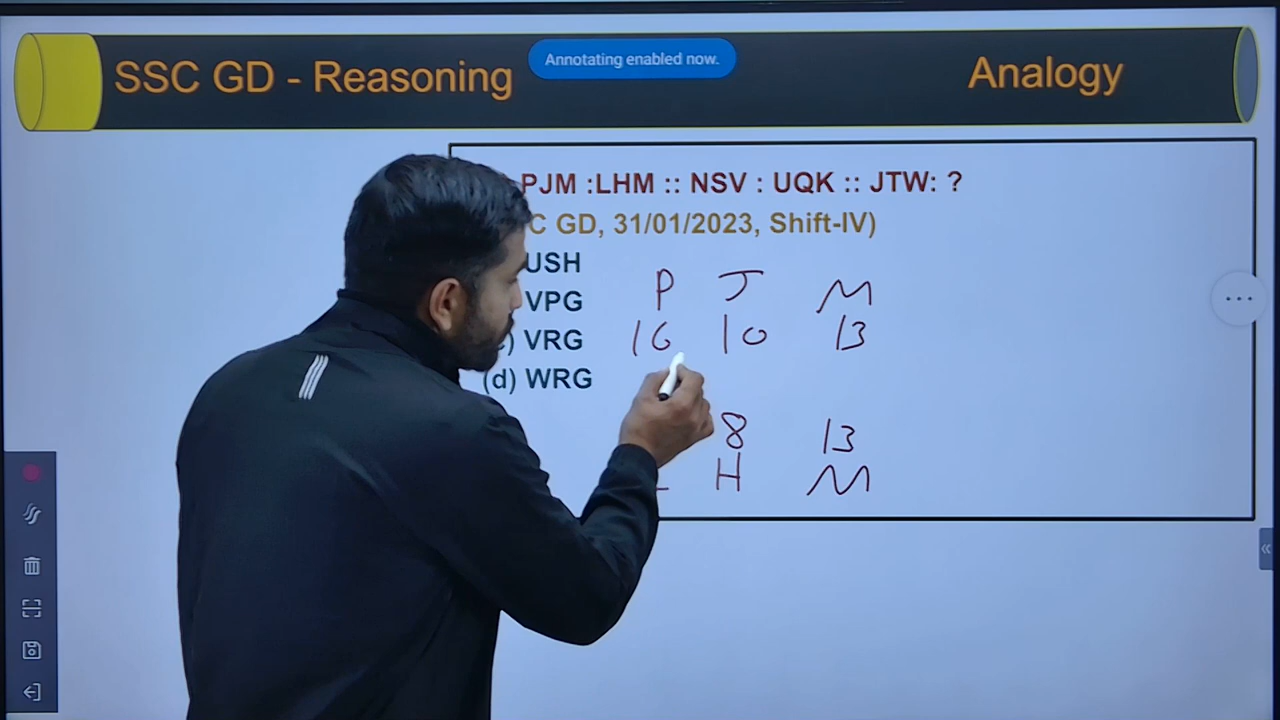 SSC GD - Reasoning
Annotating enabled now.
Analogy
PJM :LHM :: NSV : UQK :: JTW: ?
C GD, 31/01/2023, Shift-IV)
USH
VPG
) VRG
(d) WRG
P J M
16 10 13
8 13
H M